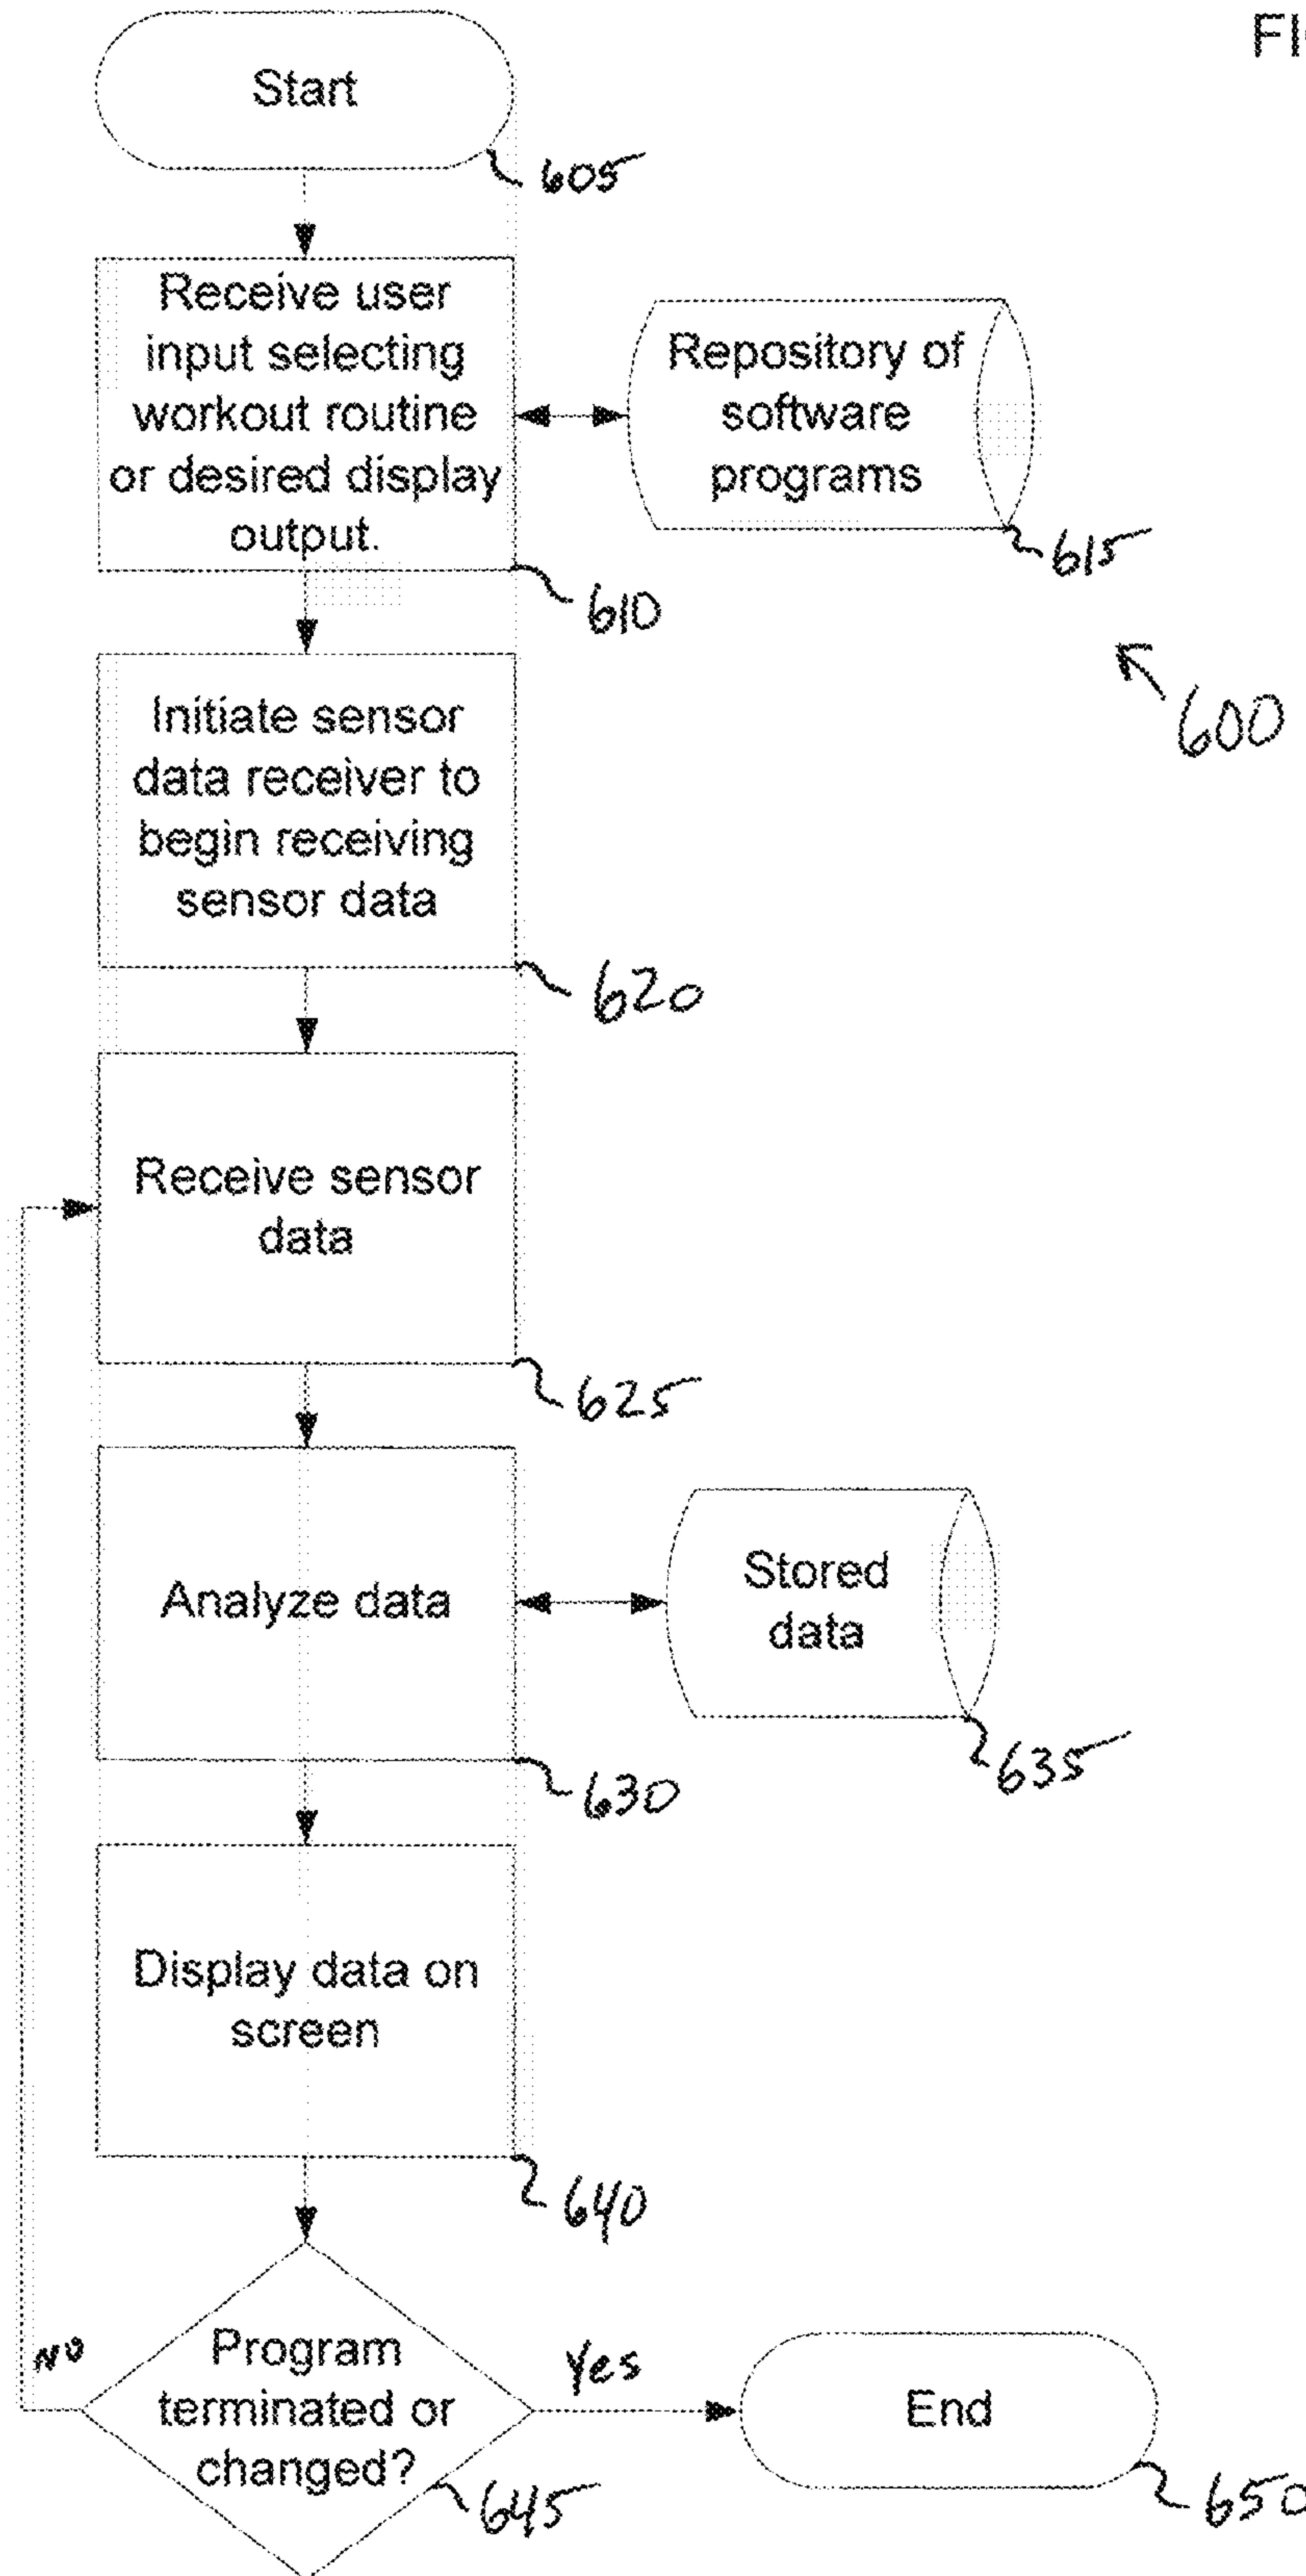 Start
605
Receive user
input selecting
workout routine
or desired display
output.
610
Repository of
software
programs
615
600
Initiate sensor
data receiver to
begin receiving
sensor data
620
Receive sensor
data
625
Analyze data
630
Stored
data
635
Display data on
screen
640
Program
terminated or
changed?
645
No
Yes
End
650